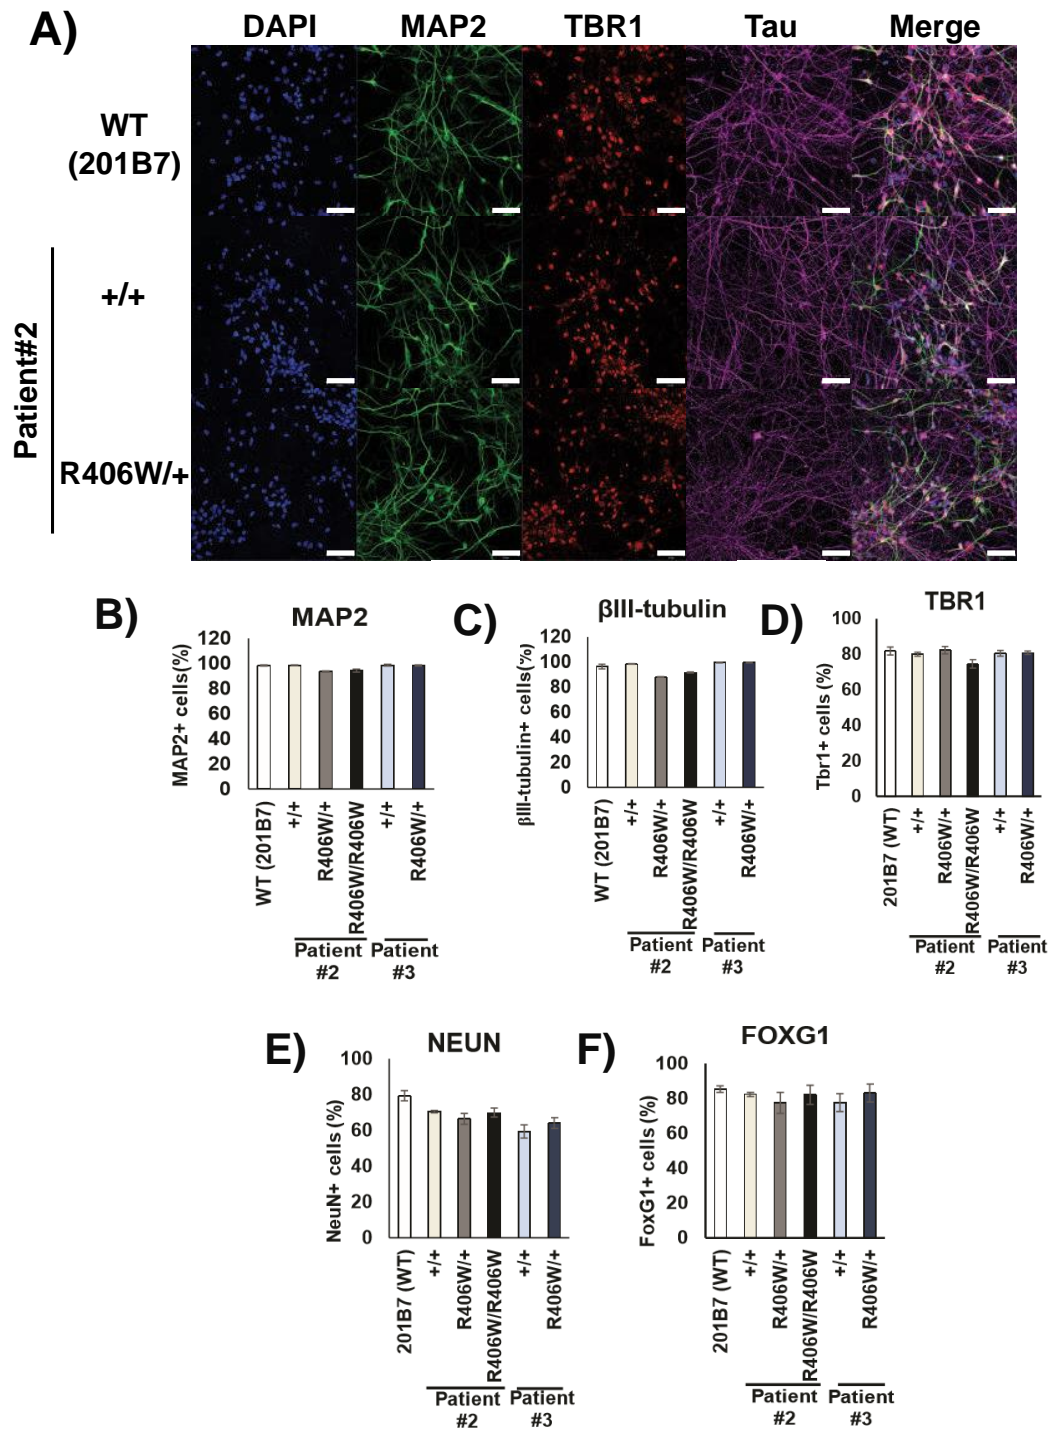 A)
DAPI MAP2 TBR1 Tau Merge
WT
(201B7)
Patient#2
+/+
R406W/+
B)
MAP2
MAP2+ cells(%)
120
100
80
60
40
20
0
WT (201B7)
+/+
R406W/+
R406W/R406W
+/+
R406W/+
Patient
#2
Patient
#3
C)
βIII-tubulin
βIII-tubulin+ cells(%)
120
100
80
60
40
20
0
WT (201B7)
+/+
R406W/+
R406W/R406W
+/+
R406W/+
Patient
#2
Patient
#3
D)
TBR1
Tbr1+ cells (%)
100
80
60
40
20
0
201B7 (WT)
+/+
R406W/+
R406W/R406W
+/+
R406W/+
Patient
#2
Patient
#3
E)
NEUN
NeuN+ cells (%)
100
80
60
40
20
0
201B7 (WT)
+/+
R406W/+
R406W/R406W
+/+
R406W/+
Patient
#2
Patient
#3
F)
FOXG1
FoxG1+ cells (%)
100
80
60
40
20
0
201B7 (WT)
+/+
R406W/+
R406W/R406W
+/+
R406W/+
Patient
#2
Patient
#3